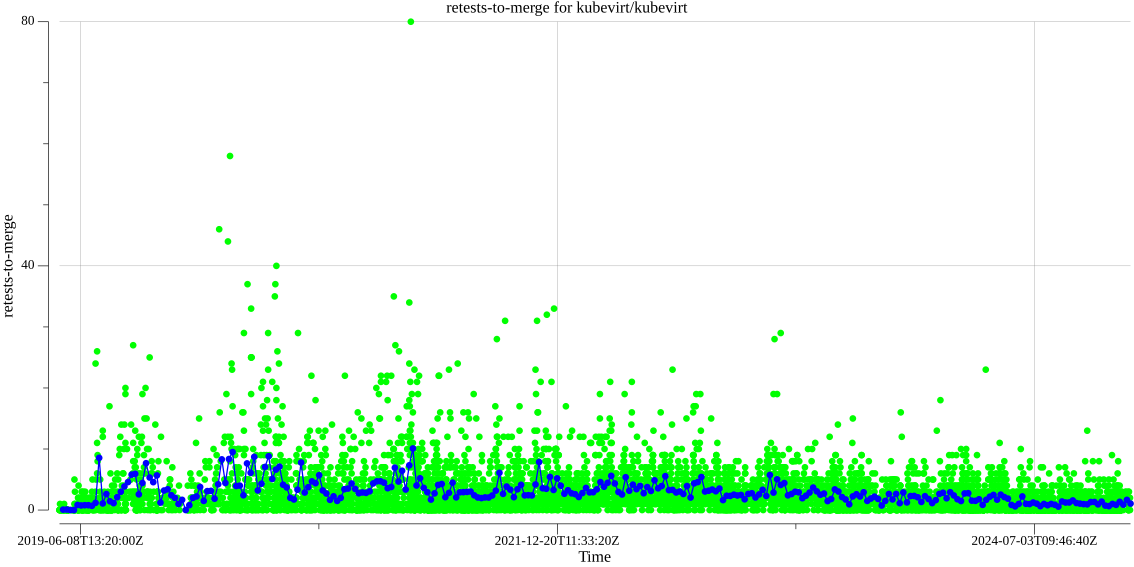 retests-to-merge for kubevirt/kubevirt
80
40
0
retests-to-merge
2019-06-08T13:20:00Z
2021-12-20T11:33:20Z
2024-07-03T09:46:40Z
Time